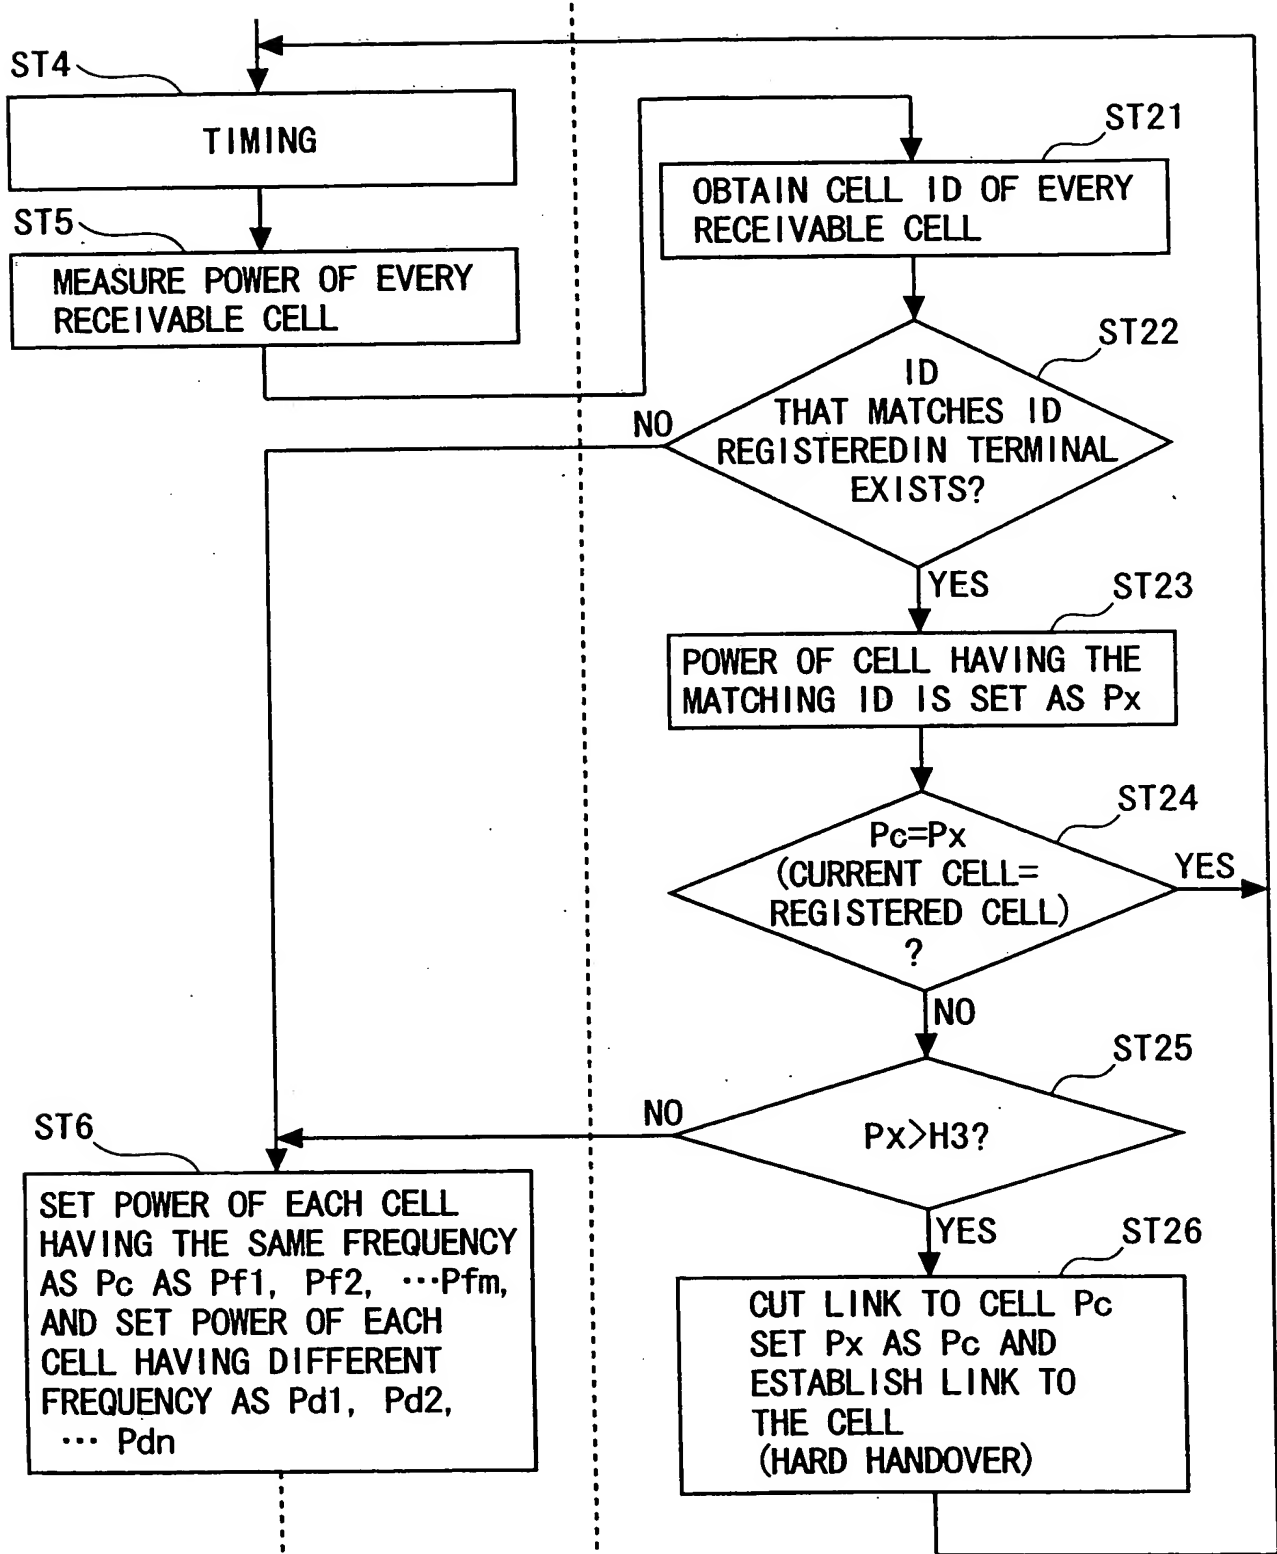 ST4
TIMING
ST5
MEASURE POWER OF EVERY
RECEIVABLE CELL
ST21
OBTAIN CELL ID OF EVERY
RECEIVABLE CELL
ST22
ID
THAT MATCHES ID
REGISTEREDIN TERMINAL
EXISTS?
NO
YES
ST23
POWER OF CELL HAVING THE
MATCHING ID IS SET AS Px
ST24
Pc=Px
(CURRENT CELL=
REGISTERED CELL)
?
YES
NO
ST25
Px>H3?
NO
YES
ST6
SET POWER OF EACH CELL
HAVING THE SAME FREQUENCY
AS Pc AS Pf1, Pf2, ···Pfm,
AND SET POWER OF EACH
CELL HAVING DIFFERENT
FREQUENCY AS Pd1, Pd2,
··· Pdn
ST26
CUT LINK TO CELL Pc
SET Px AS Pc AND
ESTABLISH LINK TO
THE CELL
(HARD HANDOVER)